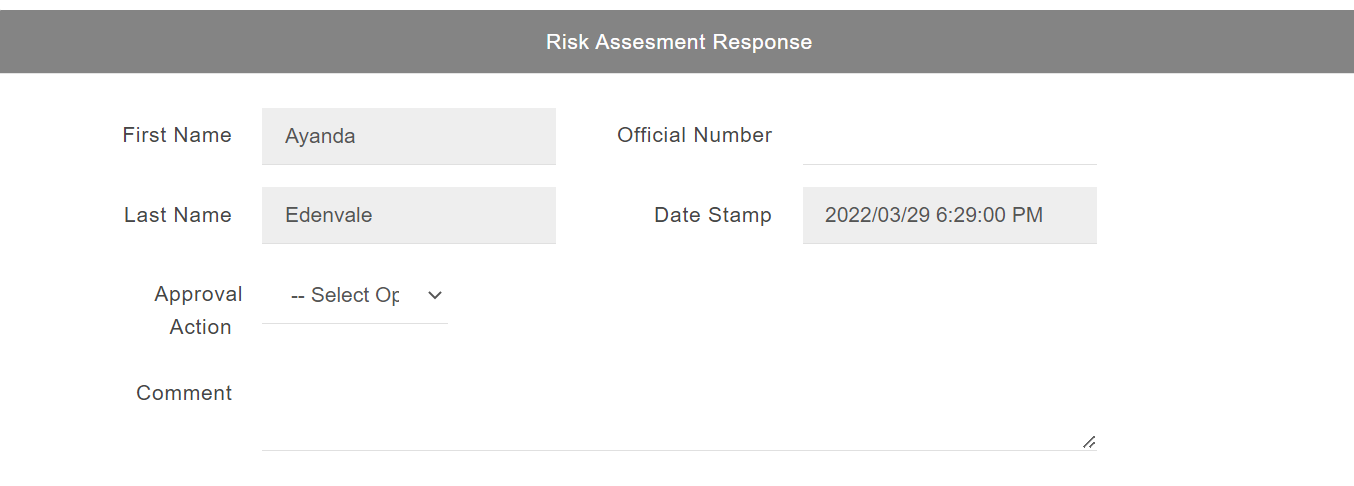 Risk Assesment Response
First Name Ayanda Official Number
Last Name Edenvale Date Stamp 2022/03/29 6:29:00 PM
Approval -- Select Op
Action
Comment